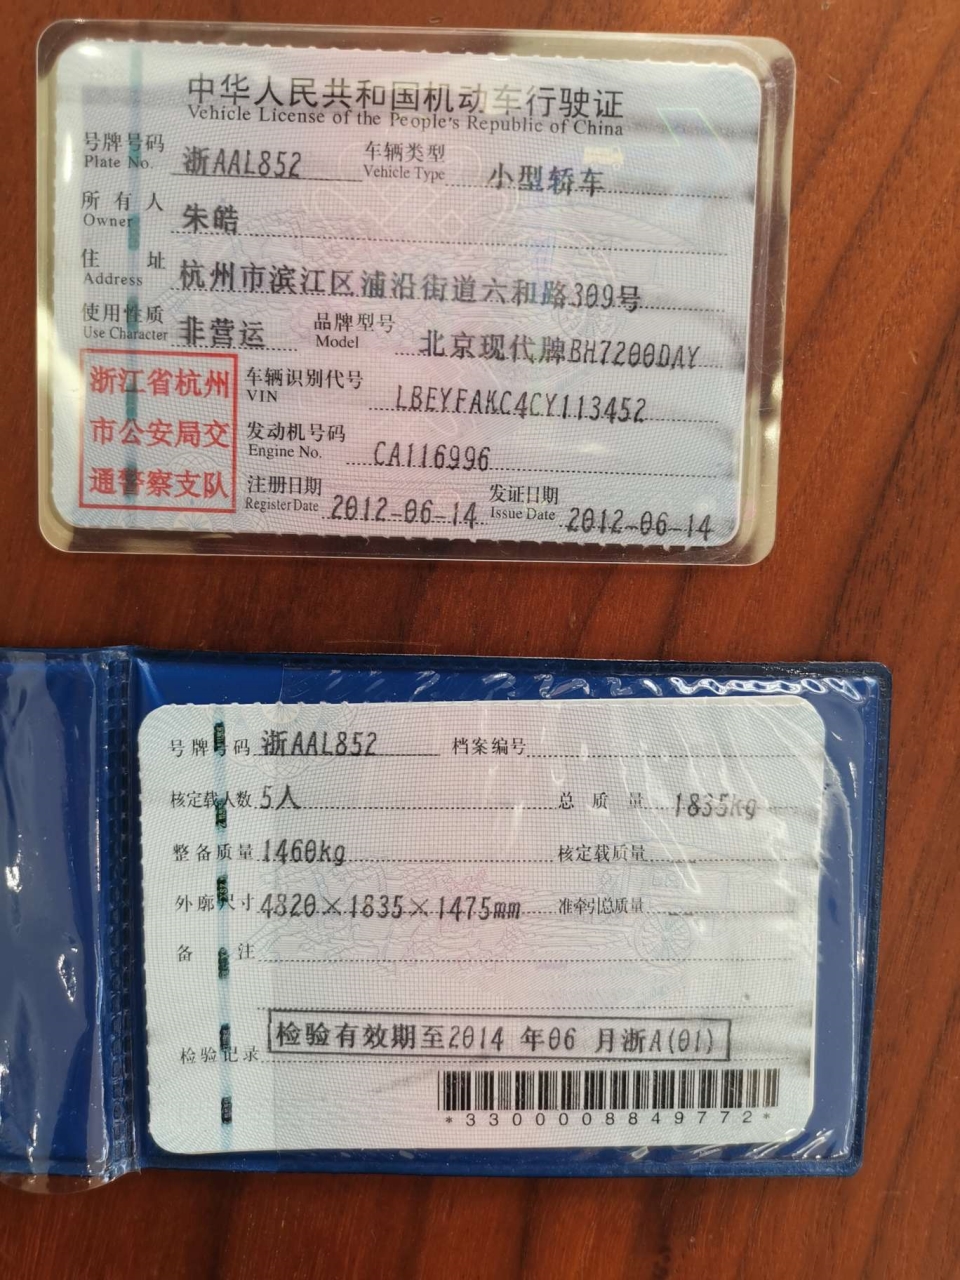 中华人民共和国机动车行驶证
Vehicle License of the People's Republic of China
号牌号码 浙AAL852 车辆类型 小型轿车
Plate No. Vehicle Type
所有人 朱皓
Owner
住址 杭州市滨江区浦沿街道六和路309号
Address
使用性质 非营运 品牌型号 北京现代牌BH7200DAY
Use Character Model
浙江省杭州
市公安局交
通警察支队
车辆识别代号 LBEYFAKC4CY113452
VIN
发动机号码 CA116996
Engine No.
注册日期 2012-06-14 发证日期 2012-06-14
Register Date Issue Date
号牌号码 浙AAL852 档案编号
核定载人数 5人 总质量 1835kg
整备质量 1460kg 核定载质量
外廓尺寸 4820×1835×1475mm 准牵引总质量 --
备注
检验记录 检验有效期至2014 年06 月浙A(01)
*3300008849772*